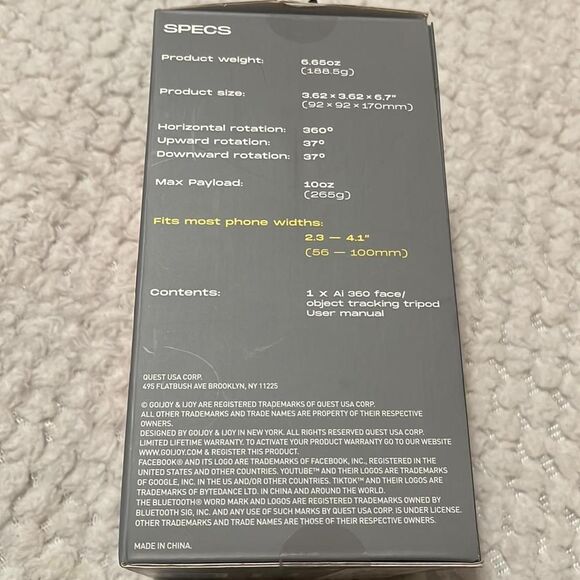 SPECS
Product weight: 6.65oz
(188.5g)
Product size: 3.62 x 3.62 x 6.7"
(92 x 92 x 170mm)
Horizontal rotation: 360°
Upward rotation: 37°
Downward rotation: 37°
Max Payload: 10oz
(265g)
Fits most phone widths:
2.3 — 4.1"
(56 — 100mm)
Contents: 1 X Ai 360 face/
object tracking tripod
User manual
QUEST USA CORP.
495 FLATBUSH AVE BROOKLYN, NY 11225
© GOIJOY & IJOY ARE REGISTERED TRADEMARKS OF QUEST USA CORP.
ALL OTHER TRADEMARKS AND TRADE NAMES ARE PROPERTY OF THEIR RESPECTIVE
OWNERS.
DESIGNED BY GOIJOY & IJOY IN NEW YORK. ALL RIGHTS RESERVED QUEST USA CORP.
LIMITED LIFETIME WARRANTY. TO ACTIVATE YOUR PRODUCT WARRANTY GO TO OUR WEBSITE
WWW.GOIJOY.COM & REGISTER THIS PRODUCT.
FACEBOOK® AND ITS LOGO ARE TRADEMARKS OF FACEBOOK, INC., REGISTERED IN THE
UNITED STATES AND OTHER COUNTRIES. YOUTUBE™ AND THEIR LOGOS ARE TRADEMARKS
OF GOOGLE, INC. IN THE US AND/OR OTHER COUNTRIES. TIKTOK™ AND THEIR LOGOS ARE
TRADEMARKS OF BYTEDANCE LTD. IN CHINA AND AROUND THE WORLD.
THE BLUETOOTH® WORD MARK AND LOGOS ARE REGISTERED TRADEMARKS OWNED BY
BLUETOOTH SIG, INC. AND ANY USE OF SUCH MARKS BY QUEST USA CORP. IS UNDER LICENSE.
OTHER TRADEMARKS AND TRADE NAMES ARE THOSE OF THEIR RESPECTIVE OWNERS.
MADE IN CHINA.